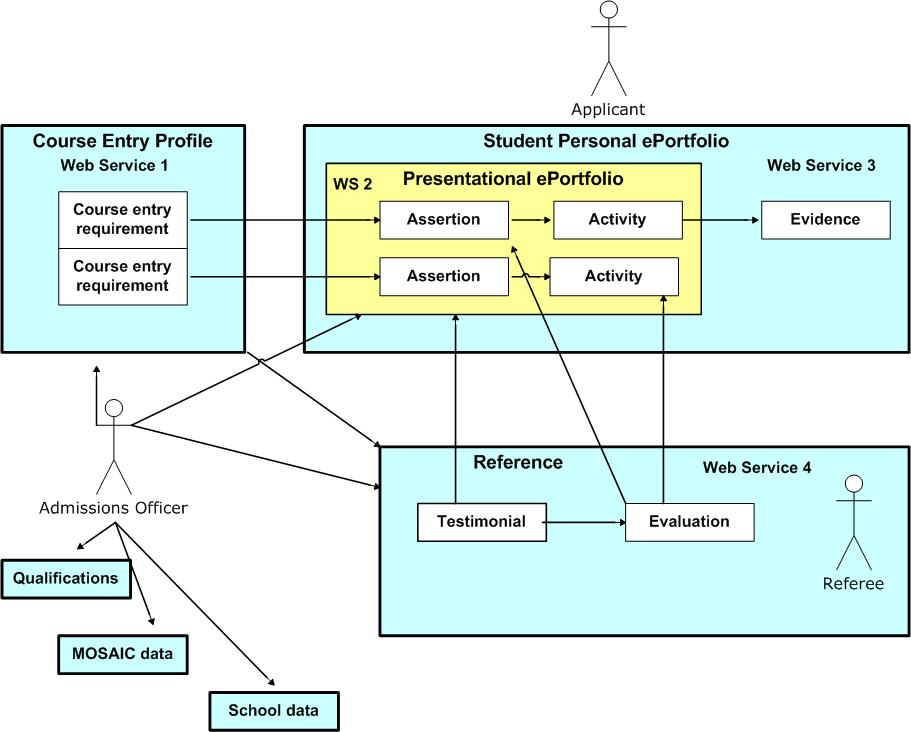 Applicant
Course Entry Profile
Web Service 1
Course entry
requirement
Course entry
requirement
Student Personal ePortfolio
Web Service 3
WS 2
Presentational ePortfolio
Assertion
Activity
Evidence
Assertion
Activity
Admissions Officer
Reference
Web Service 4
Testimonial
Evaluation
Referee
Qualifications
MOSAIC data
School data